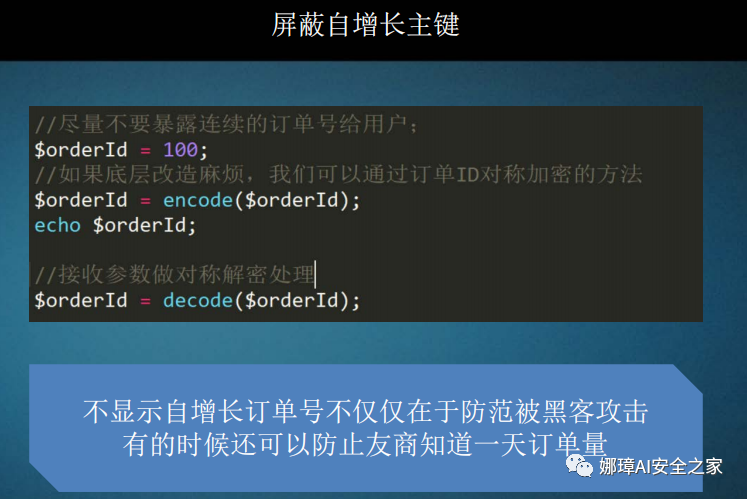 屏蔽自增长主键
//尽量不要暴露连续的订单号给用户；
$orderId = 100;
//如果底层改造麻烦，我们可以通过订单ID对称加密的方法
$orderId = encode($orderId);
echo $orderId;
//接收参数做对称解密处理
$orderId = decode($orderId);
不显示自增长订单号不仅仅在于防范被黑客攻击
有的时候还可以防止友商知道一天订单量
娜璋AI安全之家